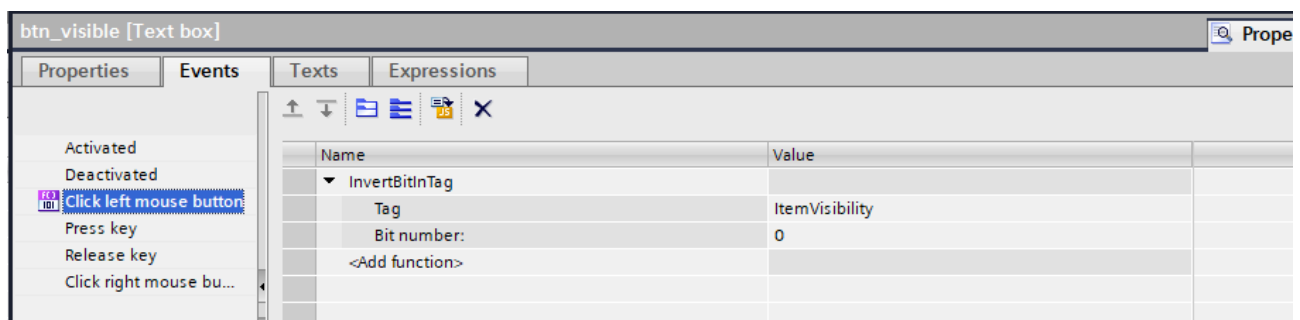 btn_visible [Text box]
Prope
Properties
Events
Texts
Expressions
Name
Value
Activated
Deactivated
Click left mouse button
Press key
Release key
Click right mouse bu...
InvertBitInTag
Tag
ItemVisibility
Bit number:
0
<Add function>